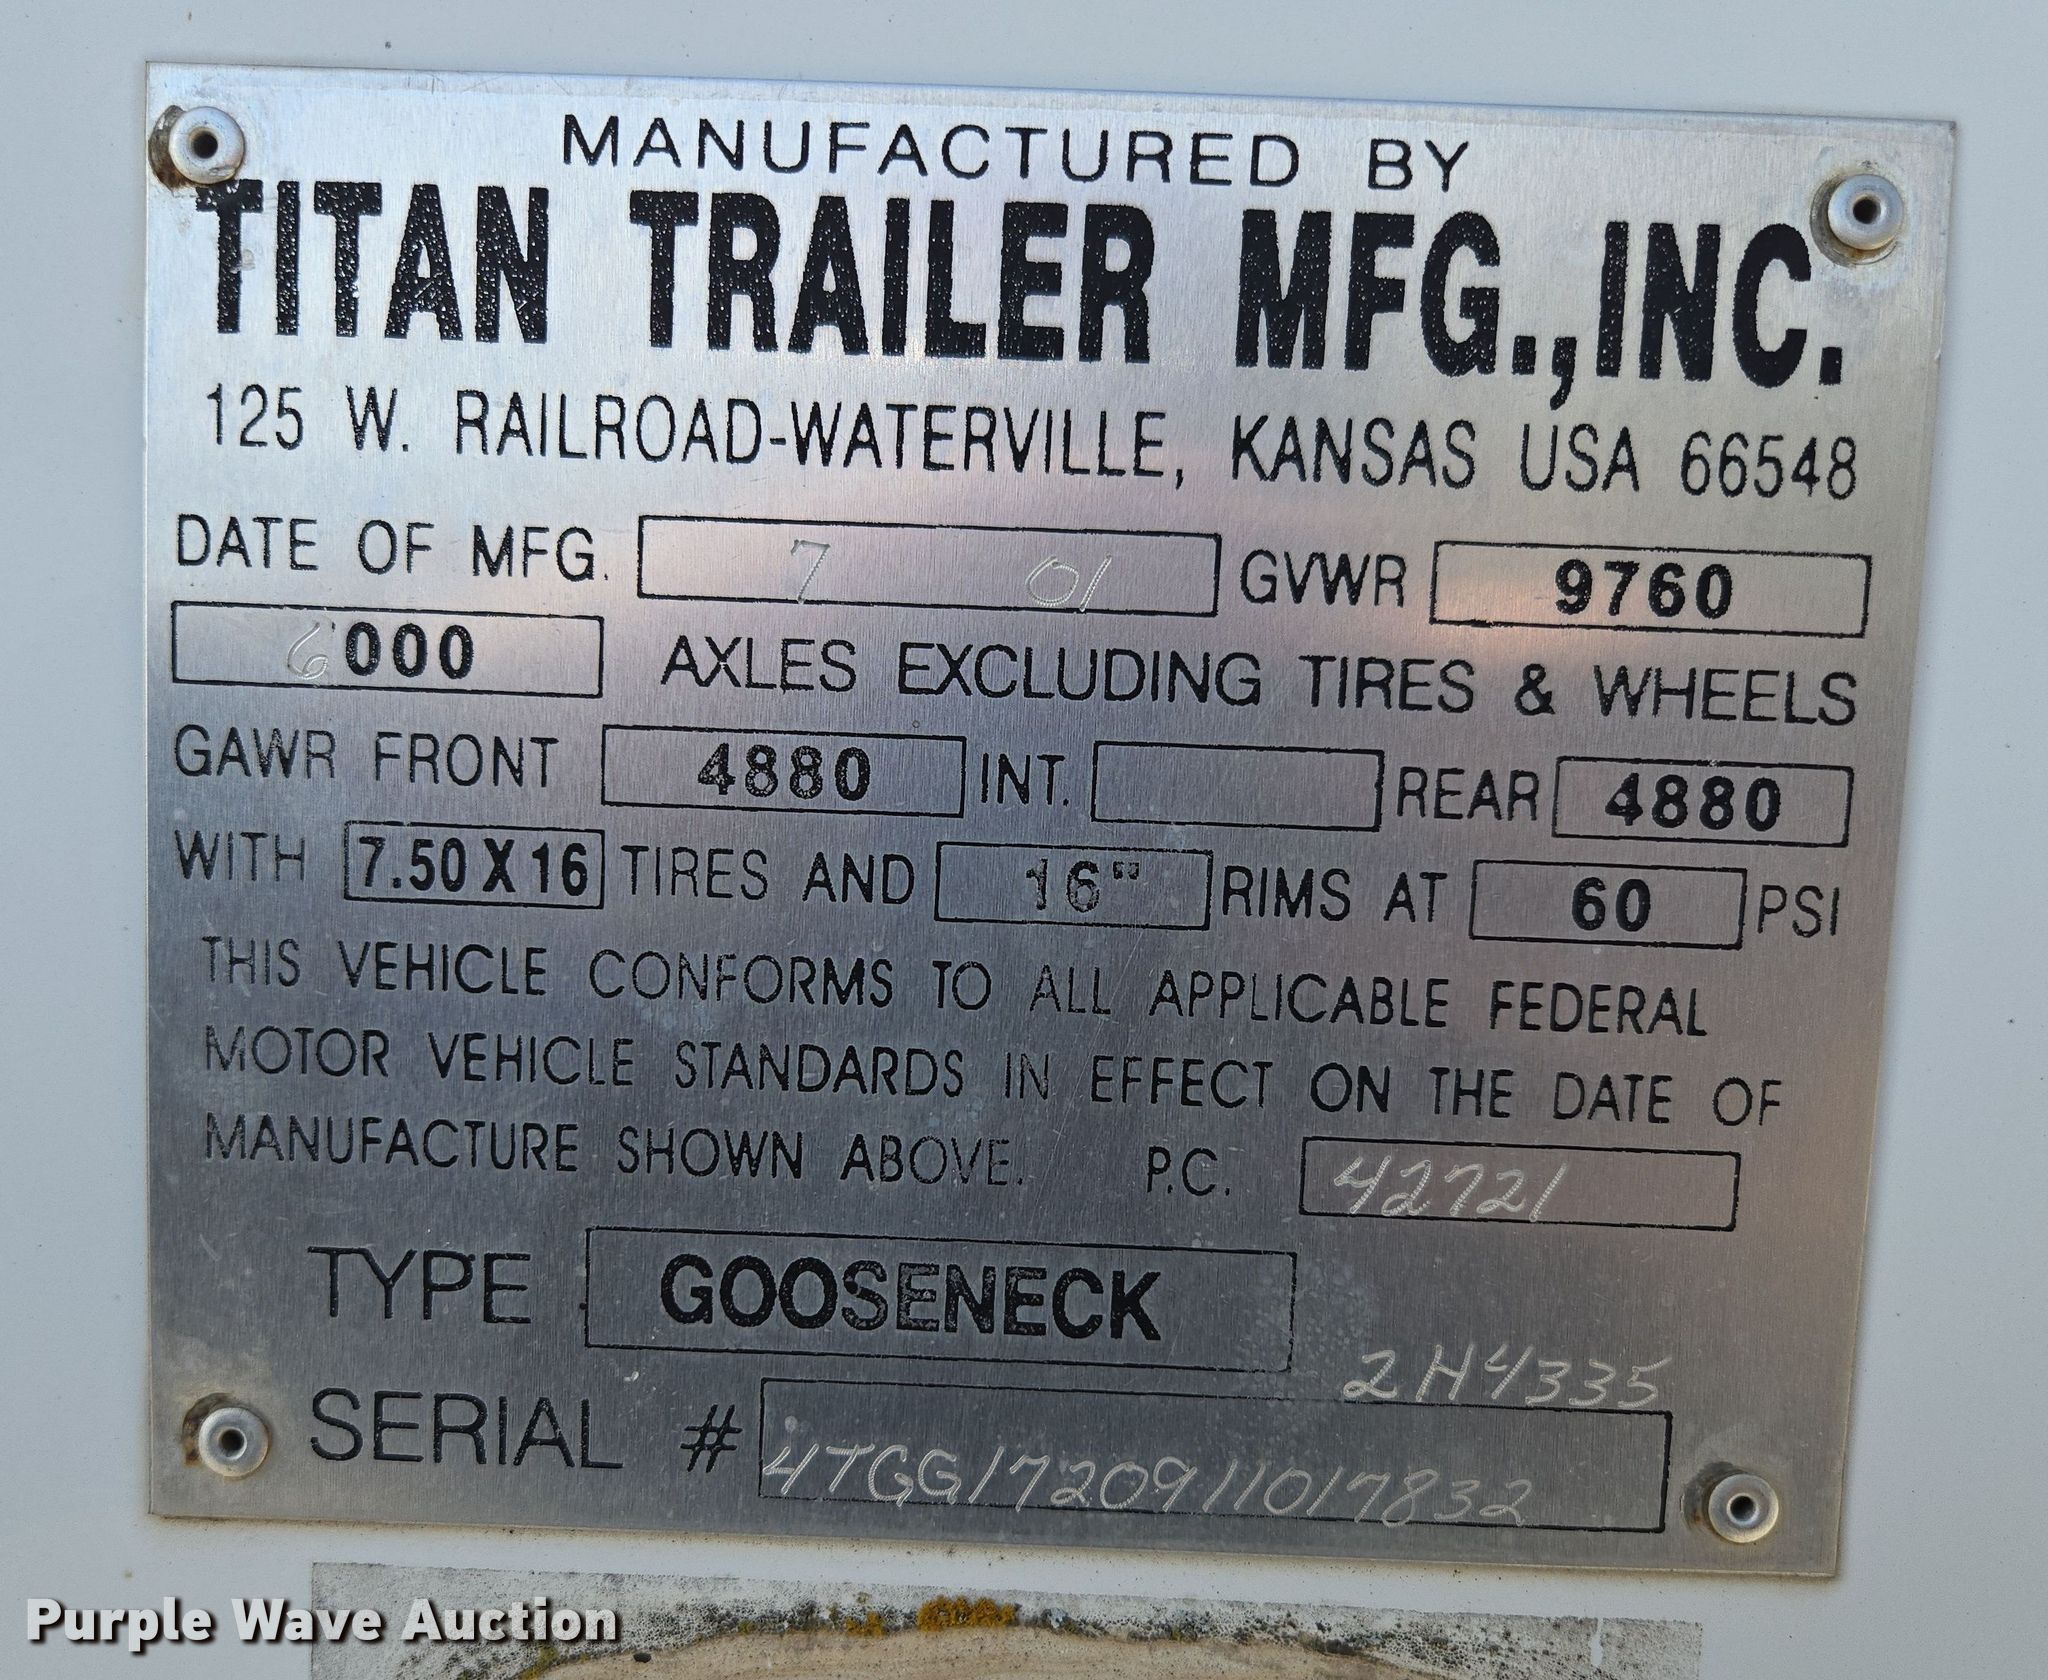 MANUFACTURED BY
TITAN TRAILER MFG.,INC.
125 W. RAILROAD-WATERVILLE, KANSAS USA 66548
DATE OF MFG. 7 01 GVWR 9760
6000 AXLES EXCLUDING TIRES & WHEELS
GAWR FRONT 4880 INT. REAR 4880
WITH 7.50 X 16 TIRES AND 16" RIMS AT 60 PSI
THIS VEHICLE CONFORMS TO ALL APPLICABLE FEDERAL
MOTOR VEHICLE STANDARDS IN EFFECT ON THE DATE OF
MANUFACTURE SHOWN ABOVE. P.C. 42721
TYPE GOOSENECK
2H4335
SERIAL # 4TGG1720911017832
Purple Wave Auction